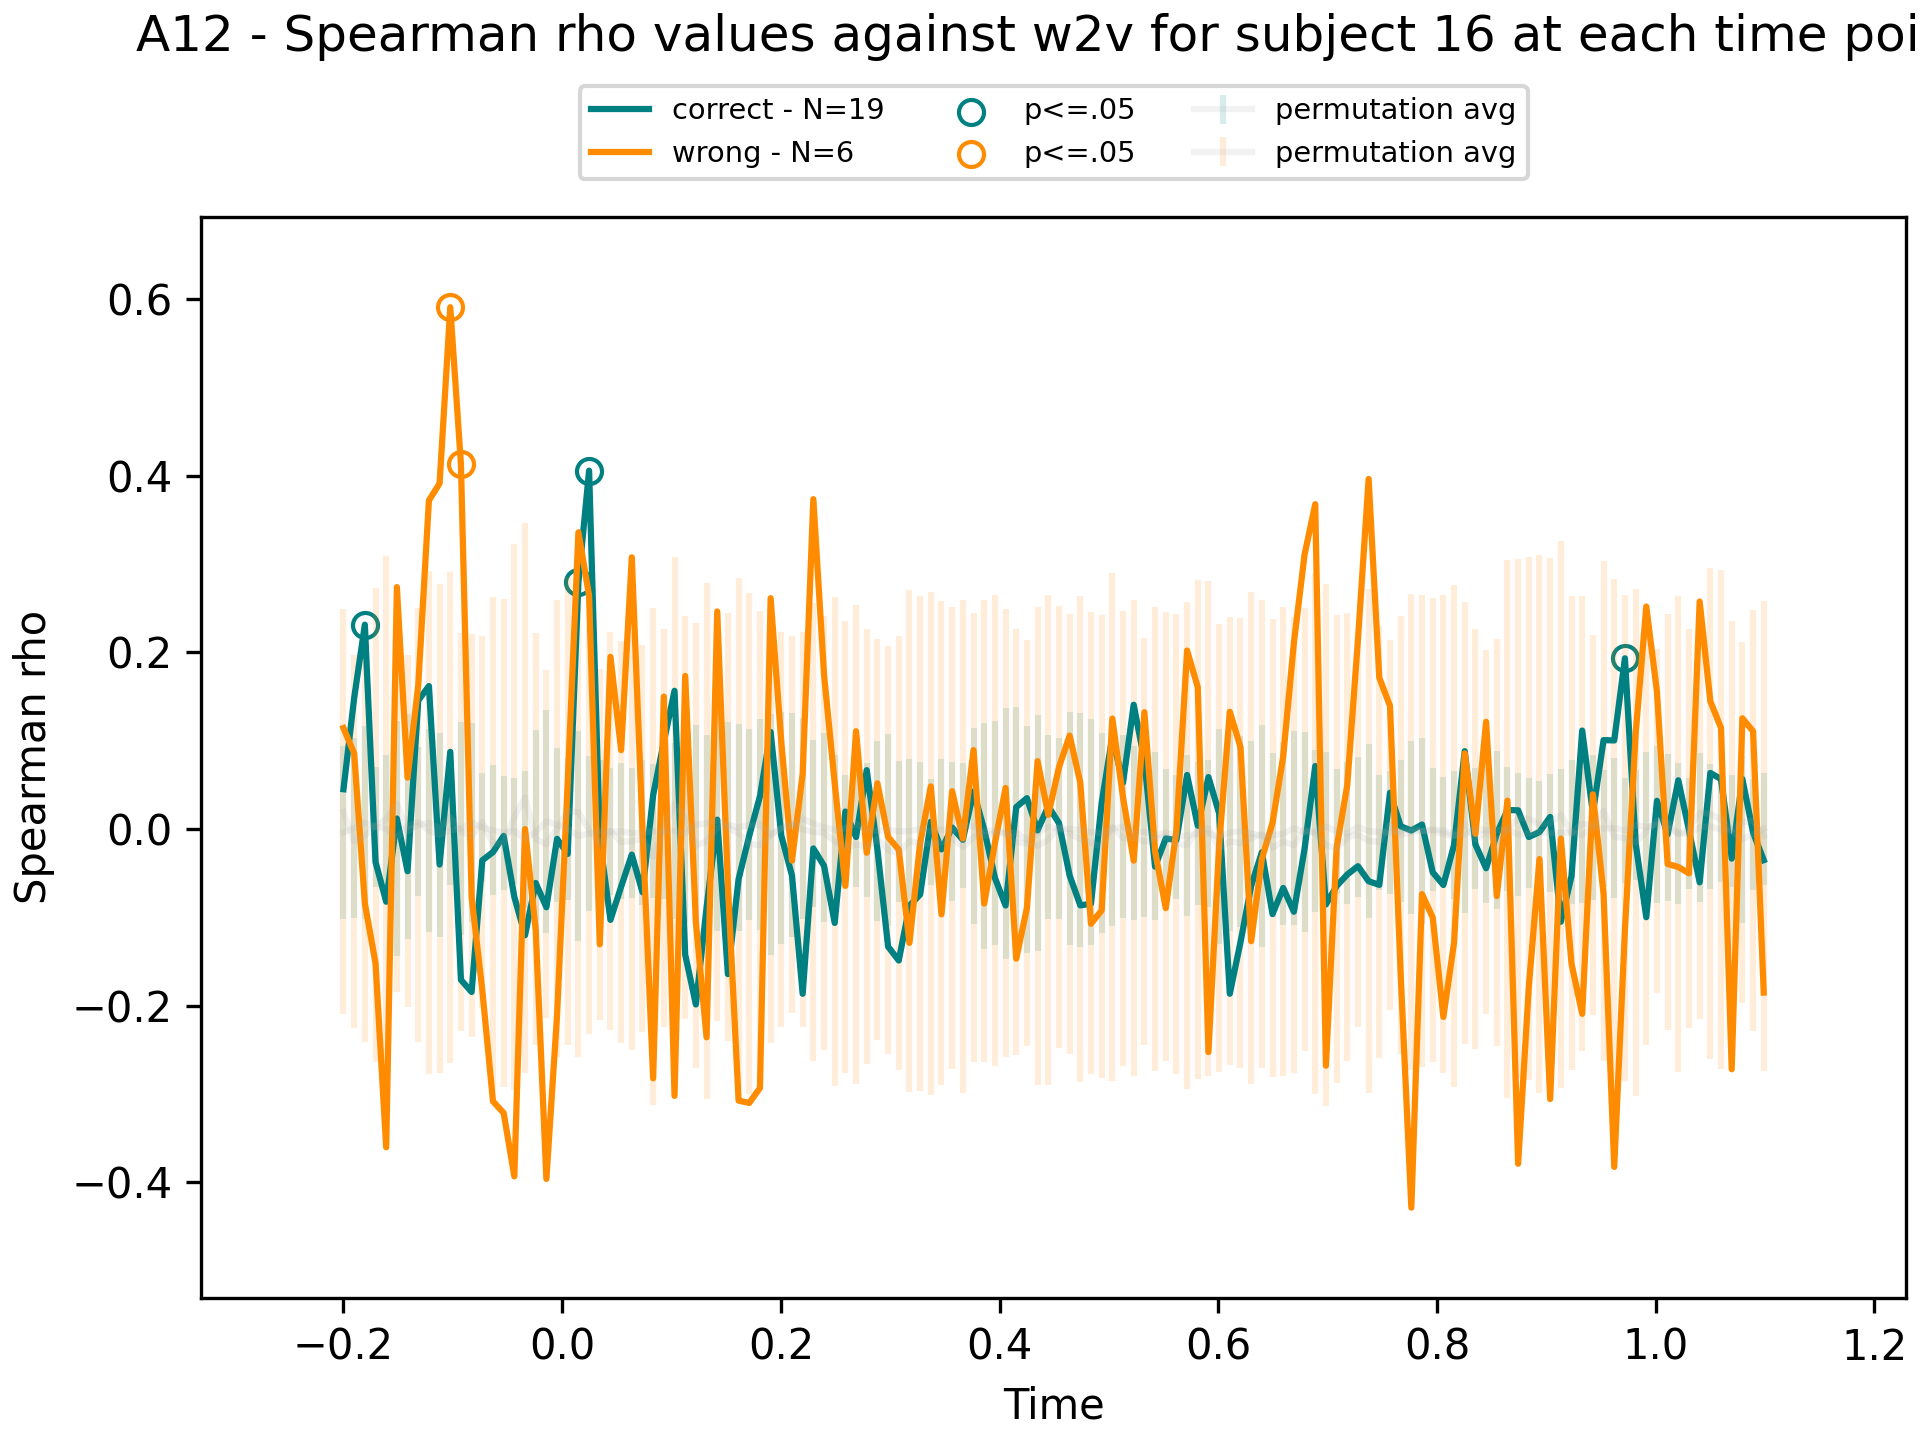 A12 - Spearman rho values against w2v for subject 16 at each time poi
correct - N=19 p<=.05 permutation avg
wrong - N=6 p<=.05 permutation avg
0.6
0.4
0.2
0.0
−0.2
−0.4
Spearman rho
−0.2 0.0 0.2 0.4 0.6 0.8 1.0 1.2
Time